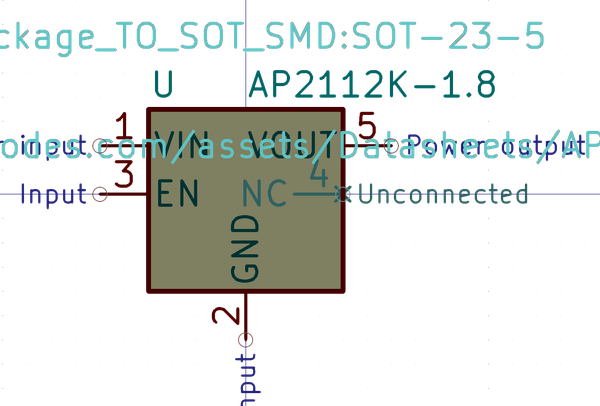 ckage_TO_SOT_SMD:SOT-23-5
U AP2112K-1.8
1 5
r input VIN VOUT Power output
odes.com/assets/Datasheets/AP
3 4
Input EN NC Unconnected
GND
2
nput